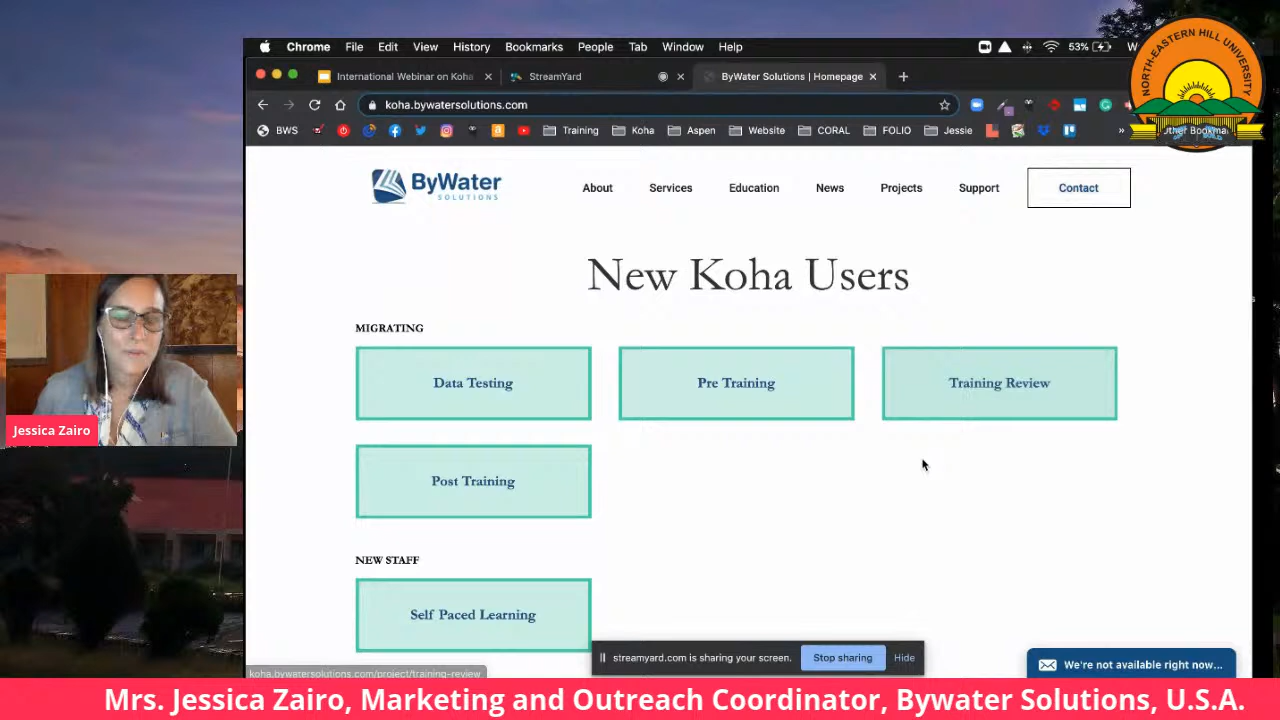 Chrome File Edit View History Bookmarks People Tab Window Help
53%
International Webinar on Koha
StreamYard
ByWater Solutions | Homepage
koha.bywatersolutions.com
BWS
Training
Koha
Aspen
Website
CORAL
FOLIO
Jessie
»
NORTH-EASTERN HILL UNIVERSITY
ByWater
SOLUTIONS
About Services Education News Projects Support Contact
New Koha Users
MIGRATING
Data Testing
Pre Training
Training Review
Post Training
NEW STAFF
Self Paced Learning
Jessica Zairo
streamyard.com is sharing your screen.
Stop sharing
Hide
We're not available right now...
koha.bywatersolutions.com/project/training-review
Mrs. Jessica Zairo, Marketing and Outreach Coordinator, Bywater Solutions, U.S.A.